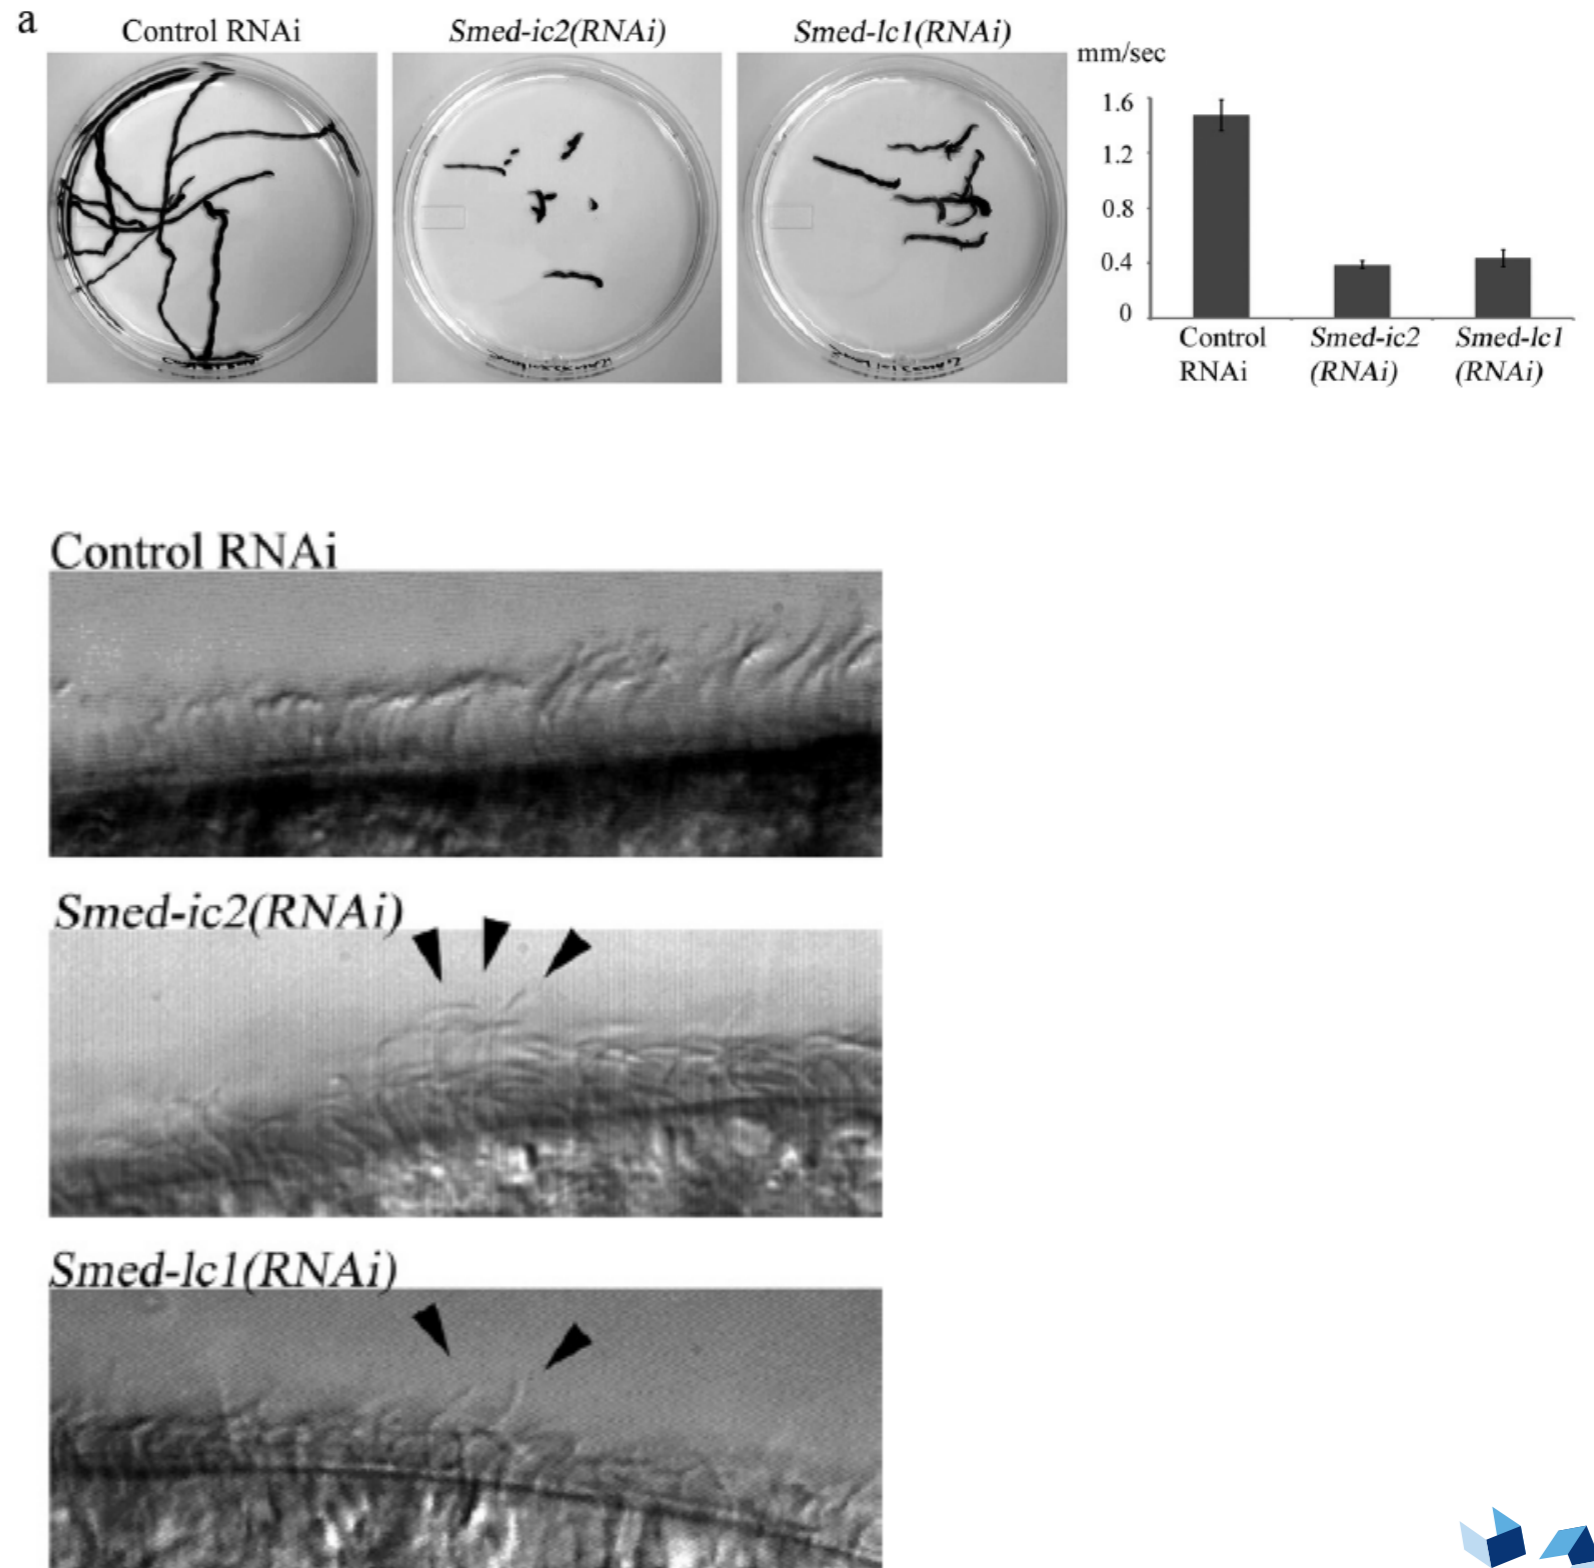 a
Control RNAi
Smed-ic2(RNAi)
Smed-lc1(RNAi)
mm/sec
1.6
1.2
0.8
0.4
0
Control RNAi
Smed-ic2 (RNAi)
Smed-lc1 (RNAi)
Control RNAi
Smed-ic2(RNAi)
Smed-lc1(RNAi)